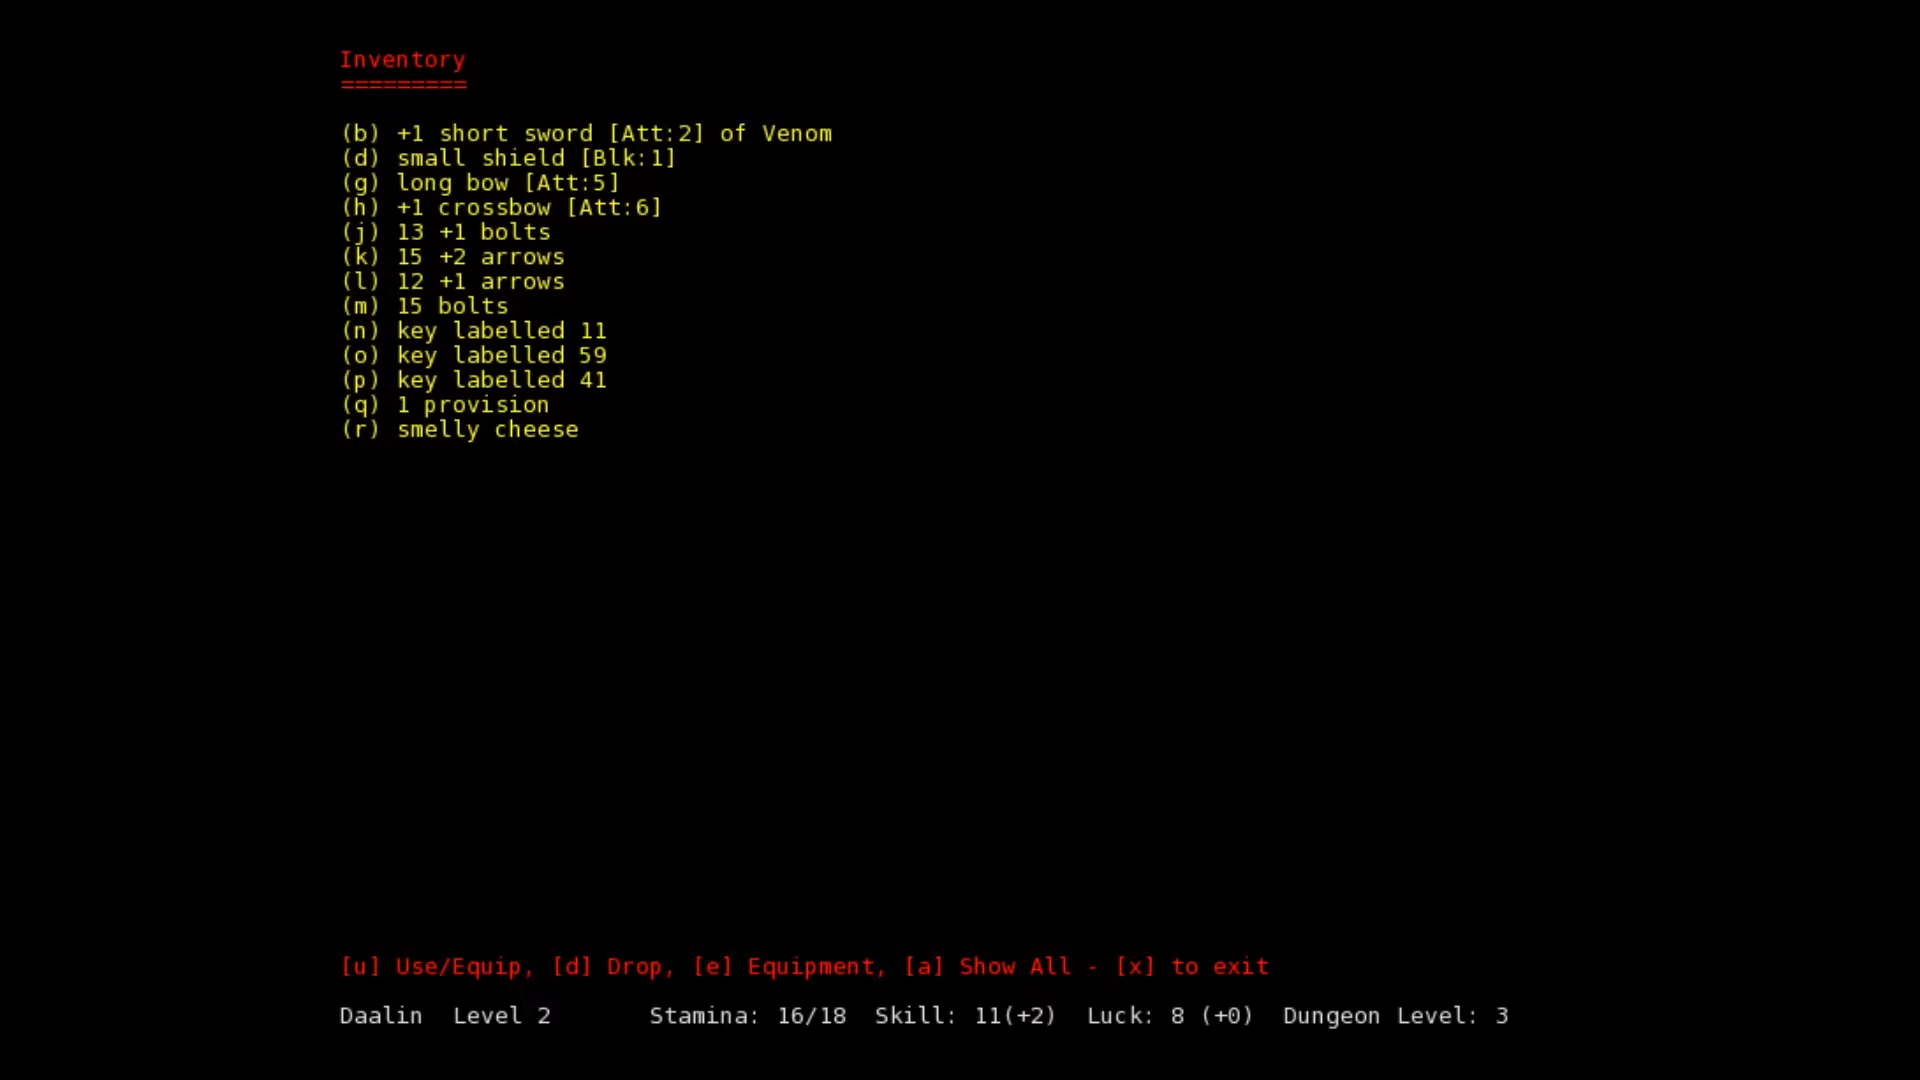 Inventory
=========
(b) +1 short sword [Att:2] of Venom
(d) small shield [Blk:1]
(g) long bow [Att:5]
(h) +1 crossbow [Att:6]
(j) 13 +1 bolts
(k) 15 +2 arrows
(l) 12 +1 arrows
(m) 15 bolts
(n) key labelled 11
(o) key labelled 59
(p) key labelled 41
(q) 1 provision
(r) smelly cheese
[u] Use/Equip, [d] Drop, [e] Equipment, [a] Show All - [x] to exit
Daalin  Level 2       Stamina: 16/18  Skill: 11(+2)  Luck: 8 (+0)  Dungeon Level: 3